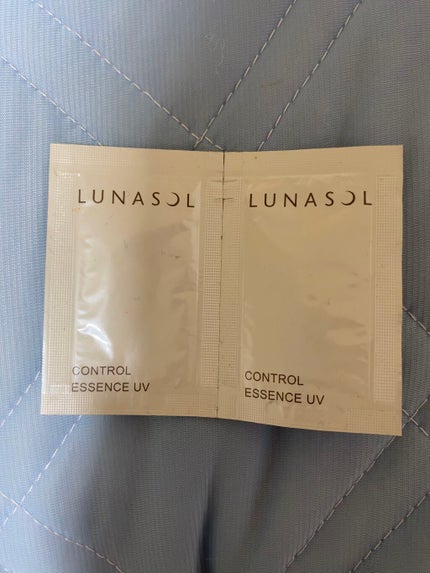 LUNASOL
CONTROL
ESSENCE UV
LUNASOL
CONTROL
ESSENCE UV